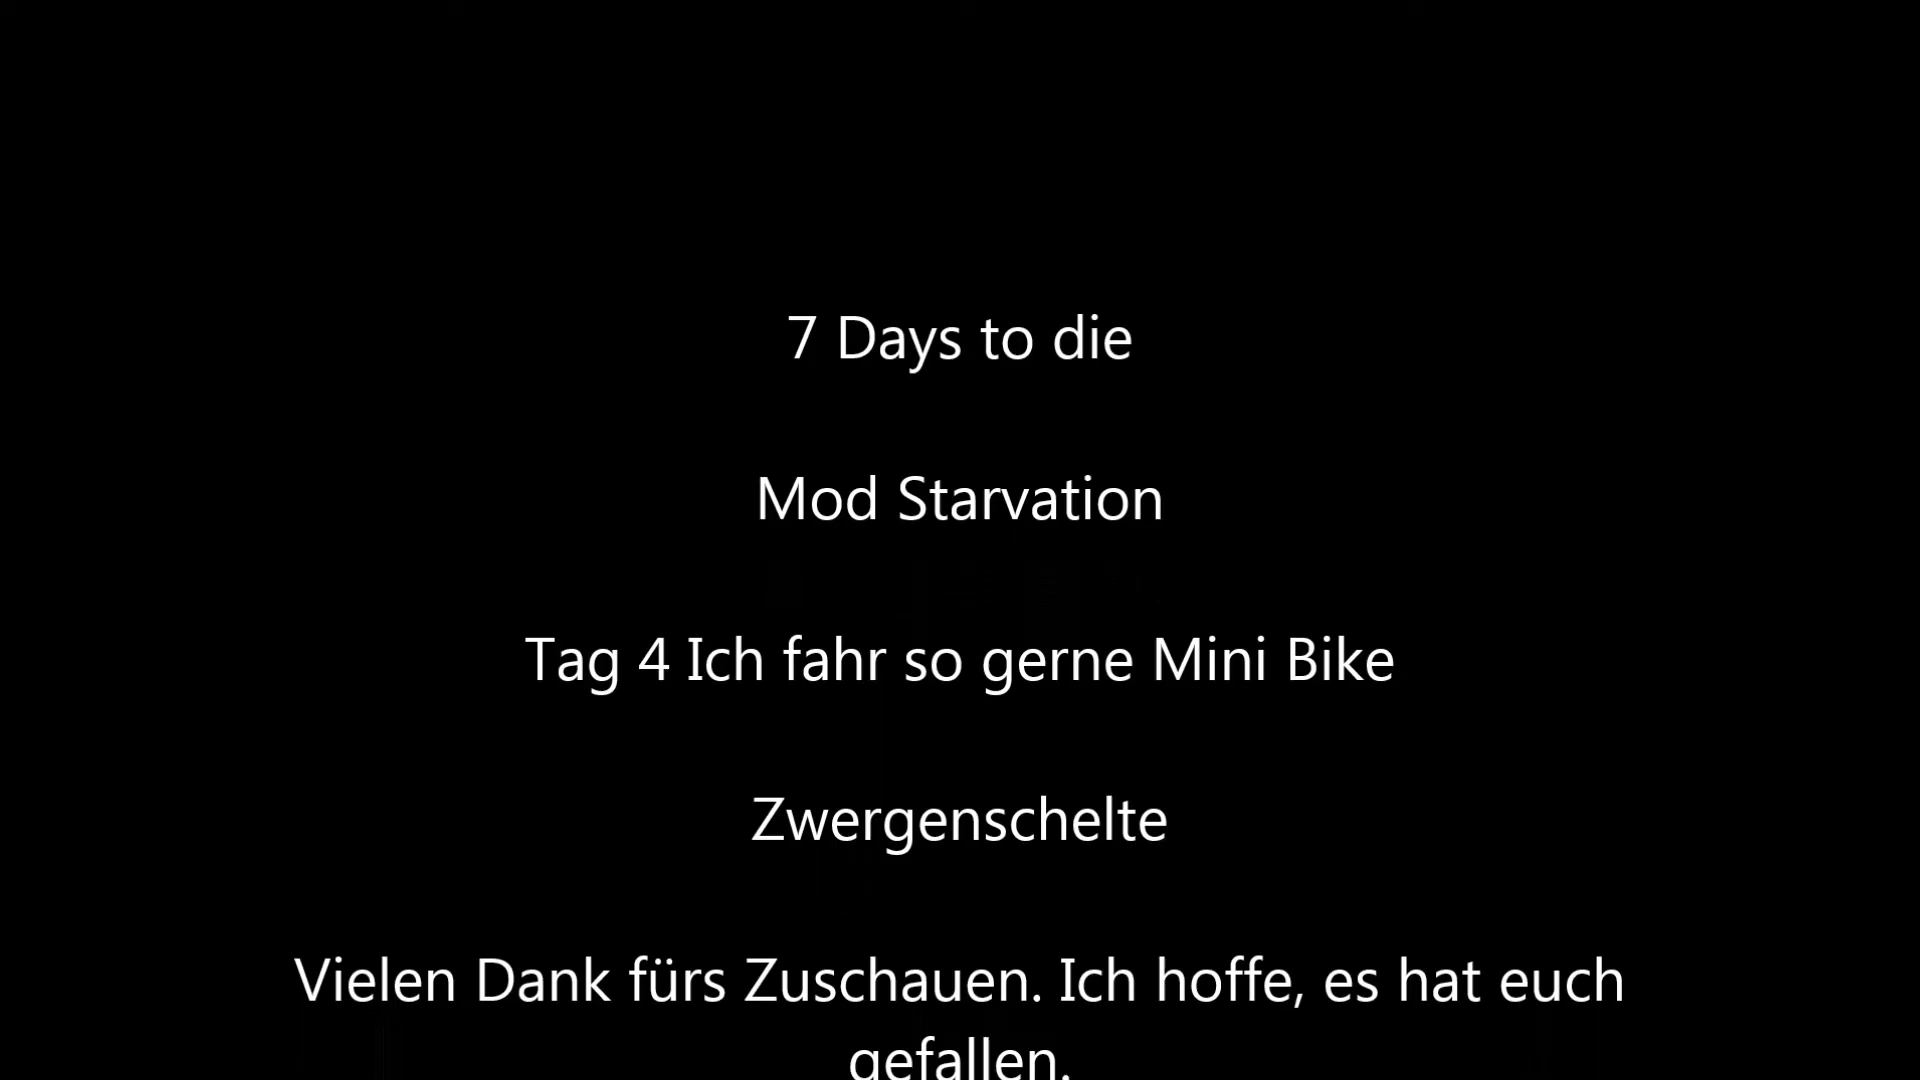 7 Days to die
Mod Starvation
Tag 4 Ich fahr so gerne Mini Bike
Zwergenschelte
Vielen Dank fürs Zuschauen. Ich hoffe, es hat euch
gefallen.